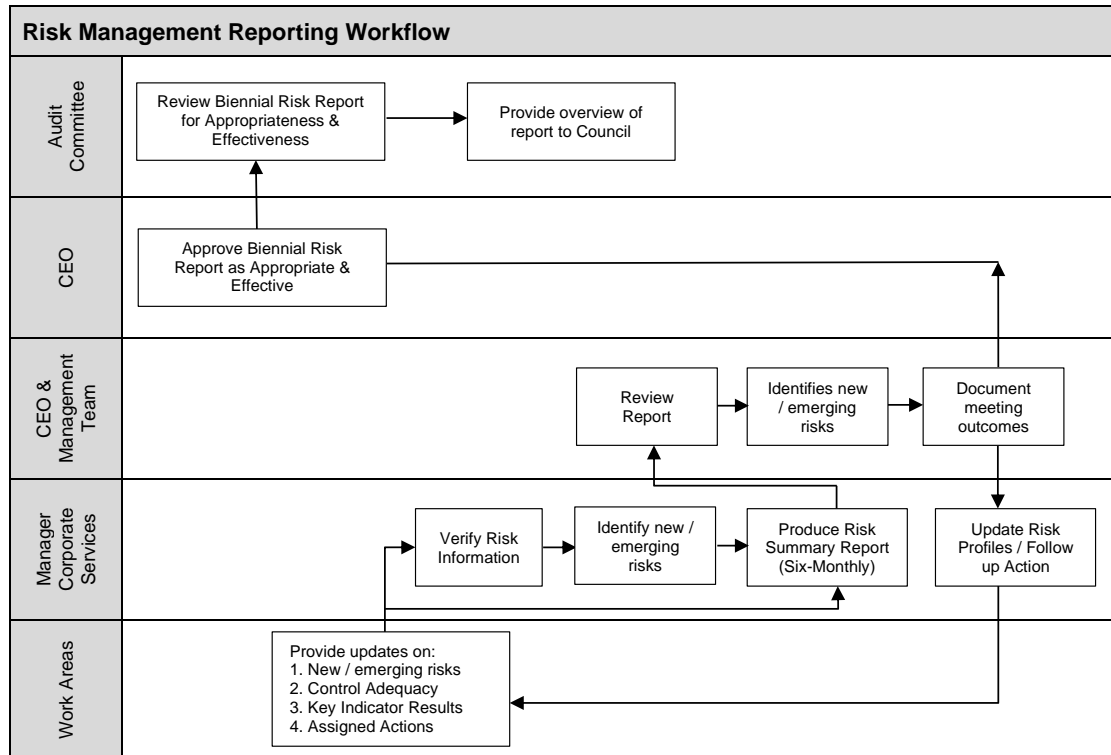 Risk Management Reporting Workflow
Audit
Committee
Review Biennial Risk Report
for Appropriateness &
Effectiveness
Provide overview of
report to Council
CEO
Approve Biennial Risk
Report as Appropriate &
Effective
CEO &
Management
Team
Review
Report
Identifies new
/ emerging
risks
Document
meeting
outcomes
Manager
Corporate
Services
Verify Risk
Information
Identify new /
emerging
risks
Produce Risk
Summary Report
(Six-Monthly)
Update Risk
Profiles / Follow
up Action
Work Areas
Provide updates on:
1. New / emerging risks
2. Control Adequacy
3. Key Indicator Results
4. Assigned Actions